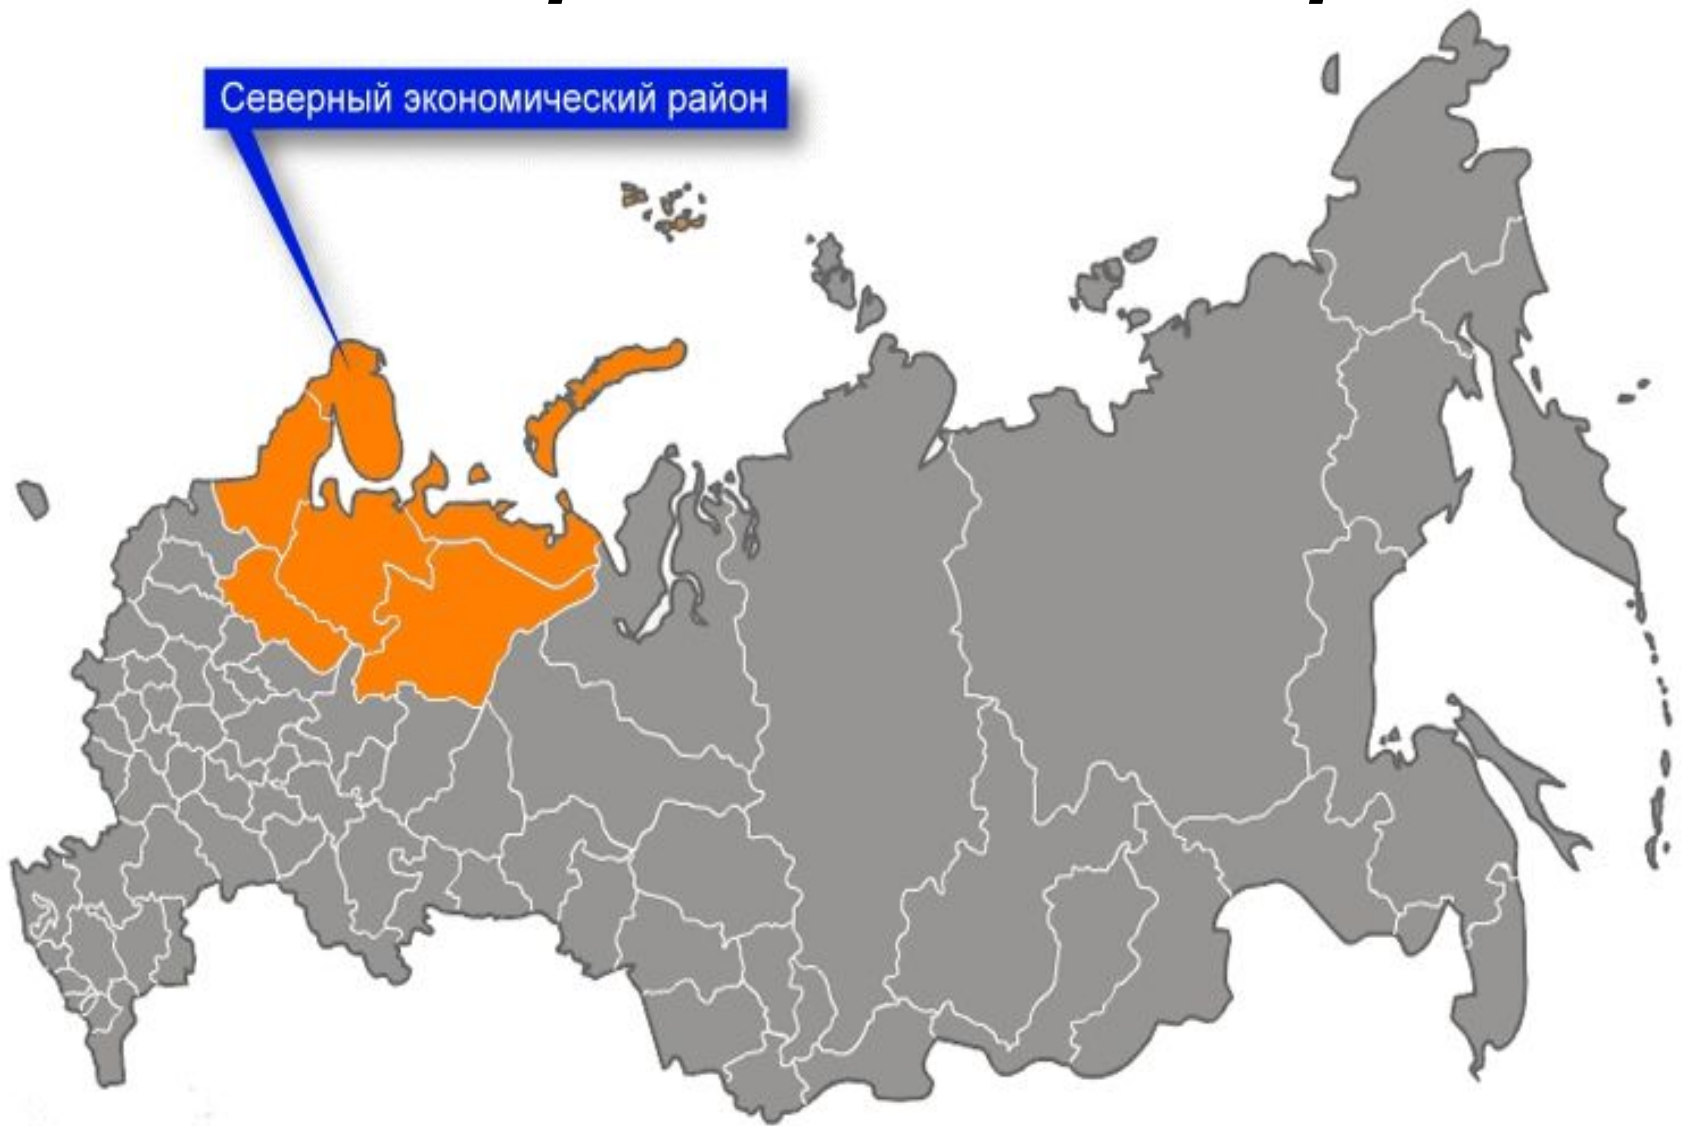 Северный экономический район